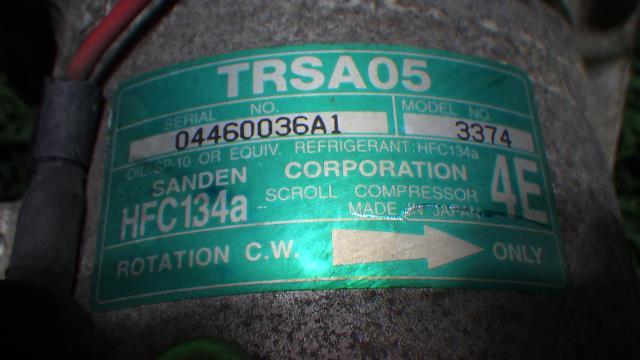 TRSA05
SERIAL NO. MODEL NO.
04460036A1 3374
OIL:SP-10 OR EQUIV. REFRIGERANT:HFC134a
SANDEN CORPORATION 4E
SCROLL COMPRESSOR
HFC134a MADE IN JAPAN
ROTATION C.W. ONLY